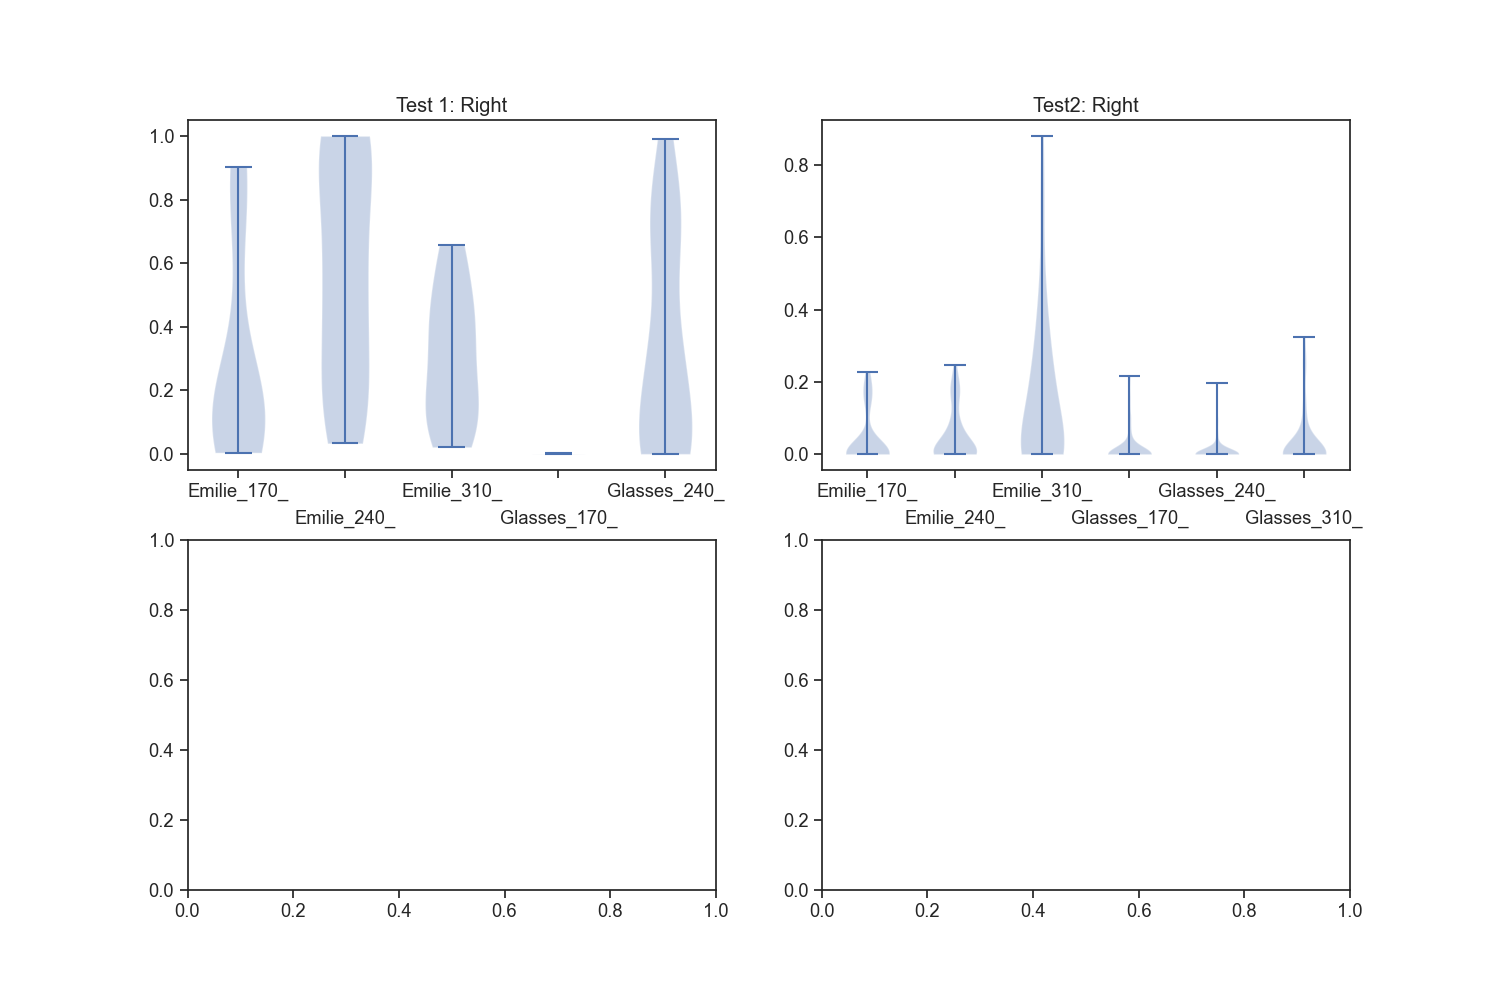 Test 1: Right
1.0
0.8
0.6
0.4
0.2
0.0
Emilie_170_ Emilie_310_ Glasses_240_
Emilie_240_ Glasses_170_
Test2: Right
0.8
0.6
0.4
0.2
0.0
Emilie_170_ Emilie_310_ Glasses_240_
Emilie_240_ Glasses_170_ Glasses_310_
1.0
0.8
0.6
0.4
0.2
0.0
0.0 0.2 0.4 0.6 0.8 1.0
1.0
0.8
0.6
0.4
0.2
0.0
0.0 0.2 0.4 0.6 0.8 1.0